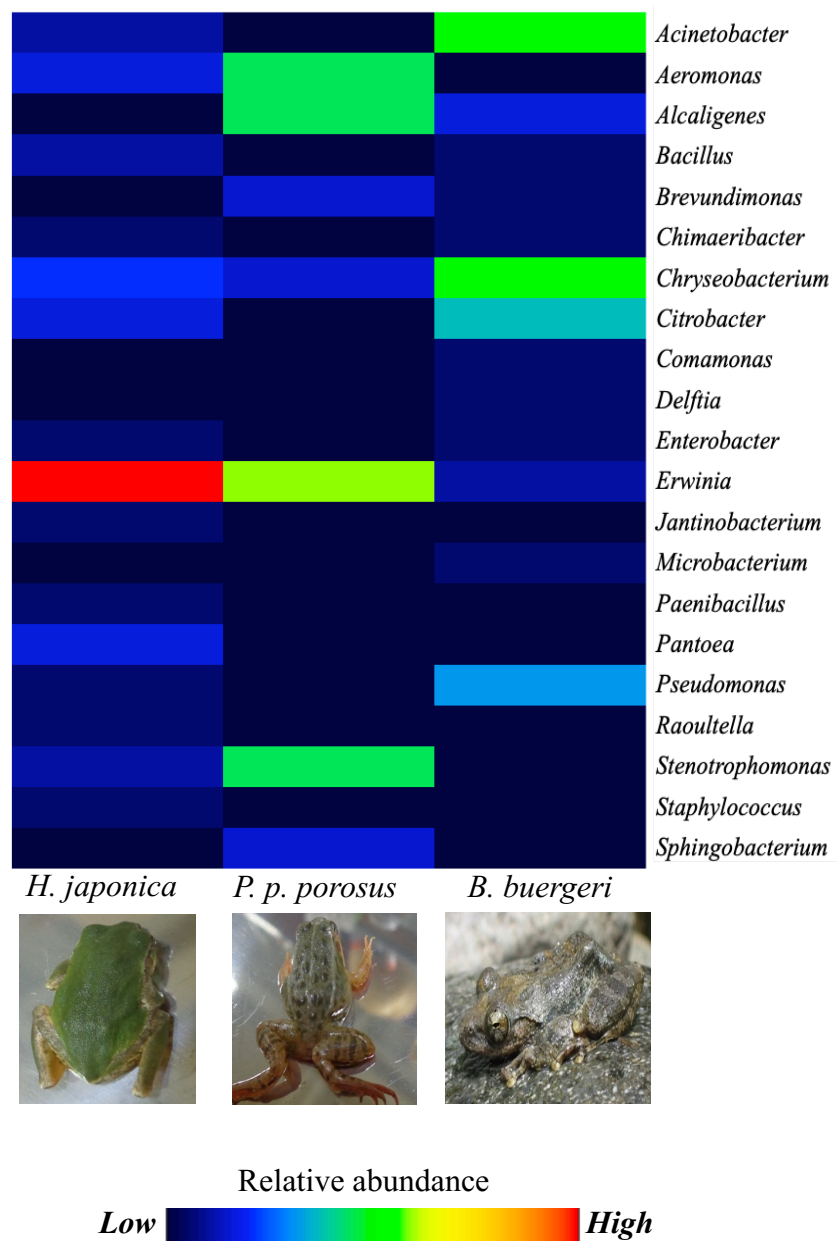 Acinetobacter
Aeromonas
Alcaligenes
Bacillus
Brevundimonas
Chimaeribacter
Chryseobacterium
Citrobacter
Comamonas
Delftia
Enterobacter
Erwinia
Jantinobacterium
Microbacterium
Paenibacillus
Pantoea
Pseudomonas
Raoultella
Stenotrophomonas
Staphylococcus
Sphingobacterium
H. japonica P. p. porosus B. buergeri
Relative abundance
Low High